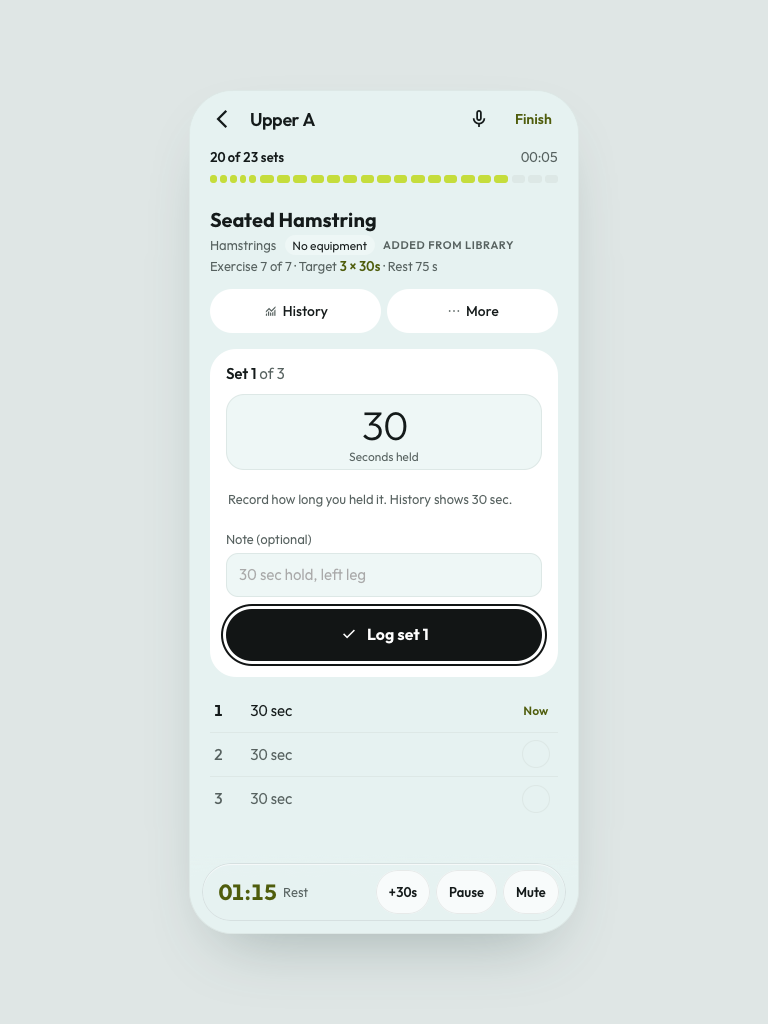 Upper A
Finish
20 of 23 sets
00:05
Seated Hamstring
Hamstrings No equipment ADDED FROM LIBRARY
Exercise 7 of 7 · Target 3 × 30s · Rest 75 s
History
More
Set 1 of 3
30
Seconds held
Record how long you held it. History shows 30 sec.
Note (optional)
30 sec hold, left leg
Log set 1
1 30 sec Now
2 30 sec
3 30 sec
01:15 Rest
+30s
Pause
Mute